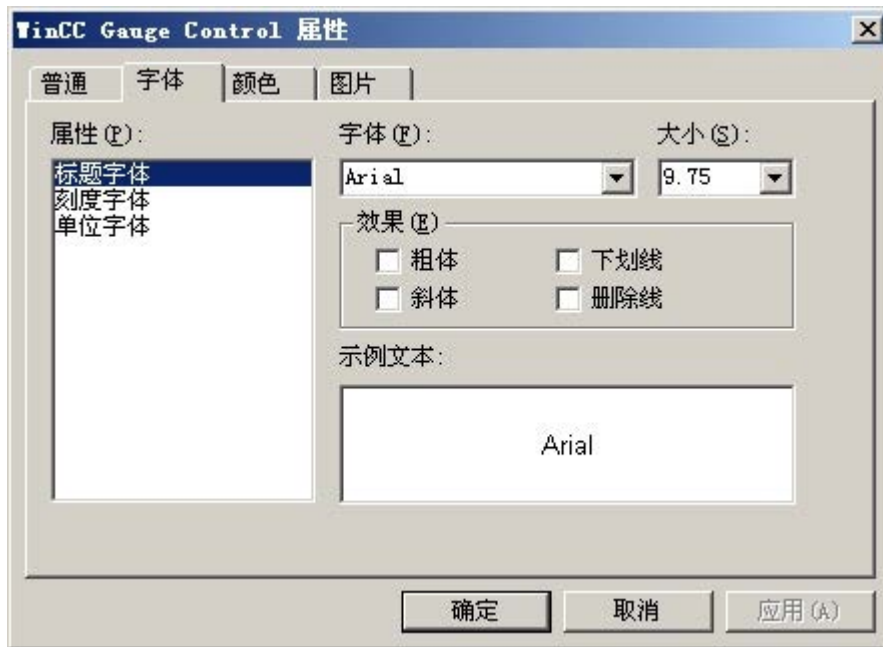 WinCC Gauge Control 属性
普通 字体 颜色 图片
属性(P): 字体(F): 大小(S):
标题字体 Arial 9.75
刻度字体
单位字体
效果(E)
粗体 下划线
斜体 删除线
示例文本:
Arial
确定 取消 应用(A)